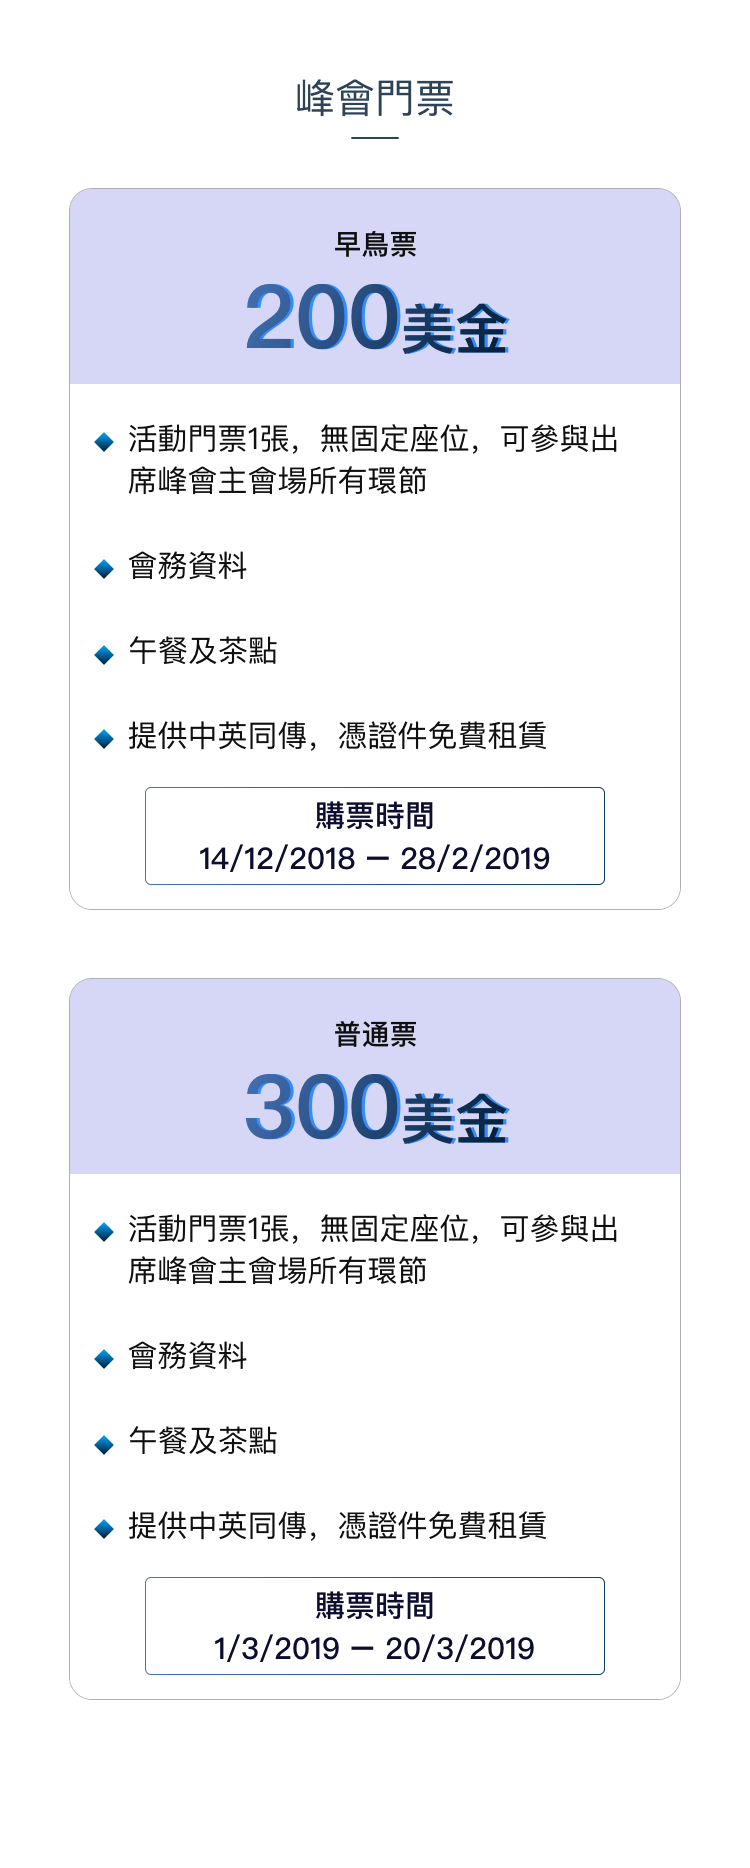 峰會門票
早鳥票
200美金
活動門票1張，無固定座位，可參與出
席峰會主會場所有環節
會務資料
午餐及茶點
提供中英同傳，憑證件免費租賃
購票時間
14/12/2018 – 28/2/2019
普通票
300美金
活動門票1張，無固定座位，可參與出
席峰會主會場所有環節
會務資料
午餐及茶點
提供中英同傳，憑證件免費租賃
購票時間
1/3/2019 – 20/3/2019